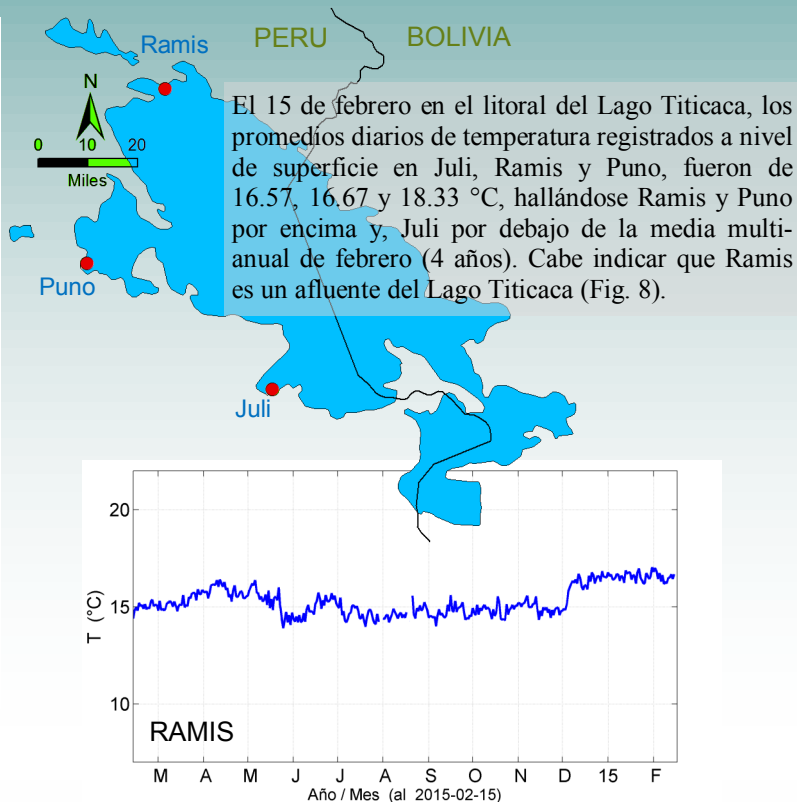 Ramis
PERU
BOLIVIA
N
0 10 20
Miles
El 15 de febrero en el litoral del Lago Titicaca, los
promedios diarios de temperatura registrados a nivel
de superficie en Juli, Ramis y Puno, fueron de
16.57, 16.67 y 18.33 °C, hallándose Ramis y Puno
por encima y, Juli por debajo de la media multi-
anual de febrero (4 años). Cabe indicar que Ramis
es un afluente del Lago Titicaca (Fig. 8).
Puno
Juli
20
15
10
T (°C)
RAMIS
M A M J J A S O N D 15 F
Año / Mes (al 2015-02-15)